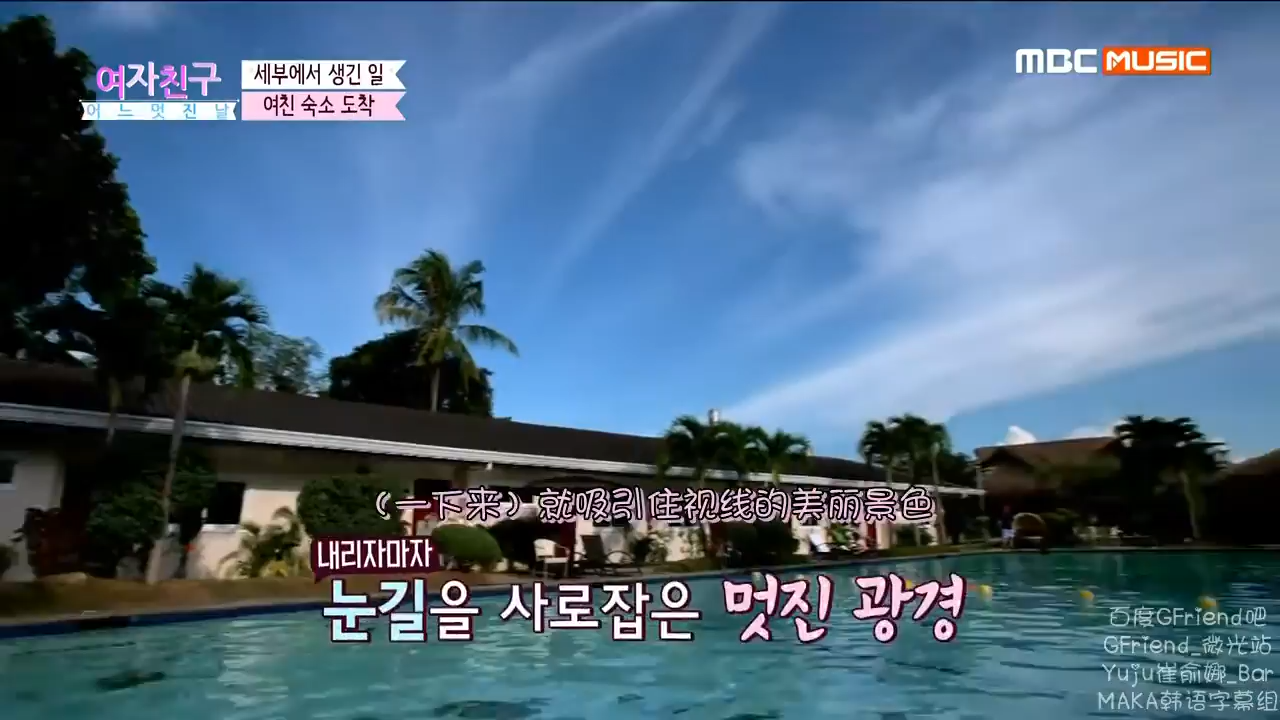 여자친구
어느 멋진 날
세부에서 생긴 일
여친 숙소 도착
MBC MUSIC
（一下来）就吸引住视线的美丽景色
내리자마자
눈길을 사로잡은 멋진 광경
百度GFriend吧
GFriend_微光站
Yuju崔俞娜_Bar
MAKA韩语字幕组